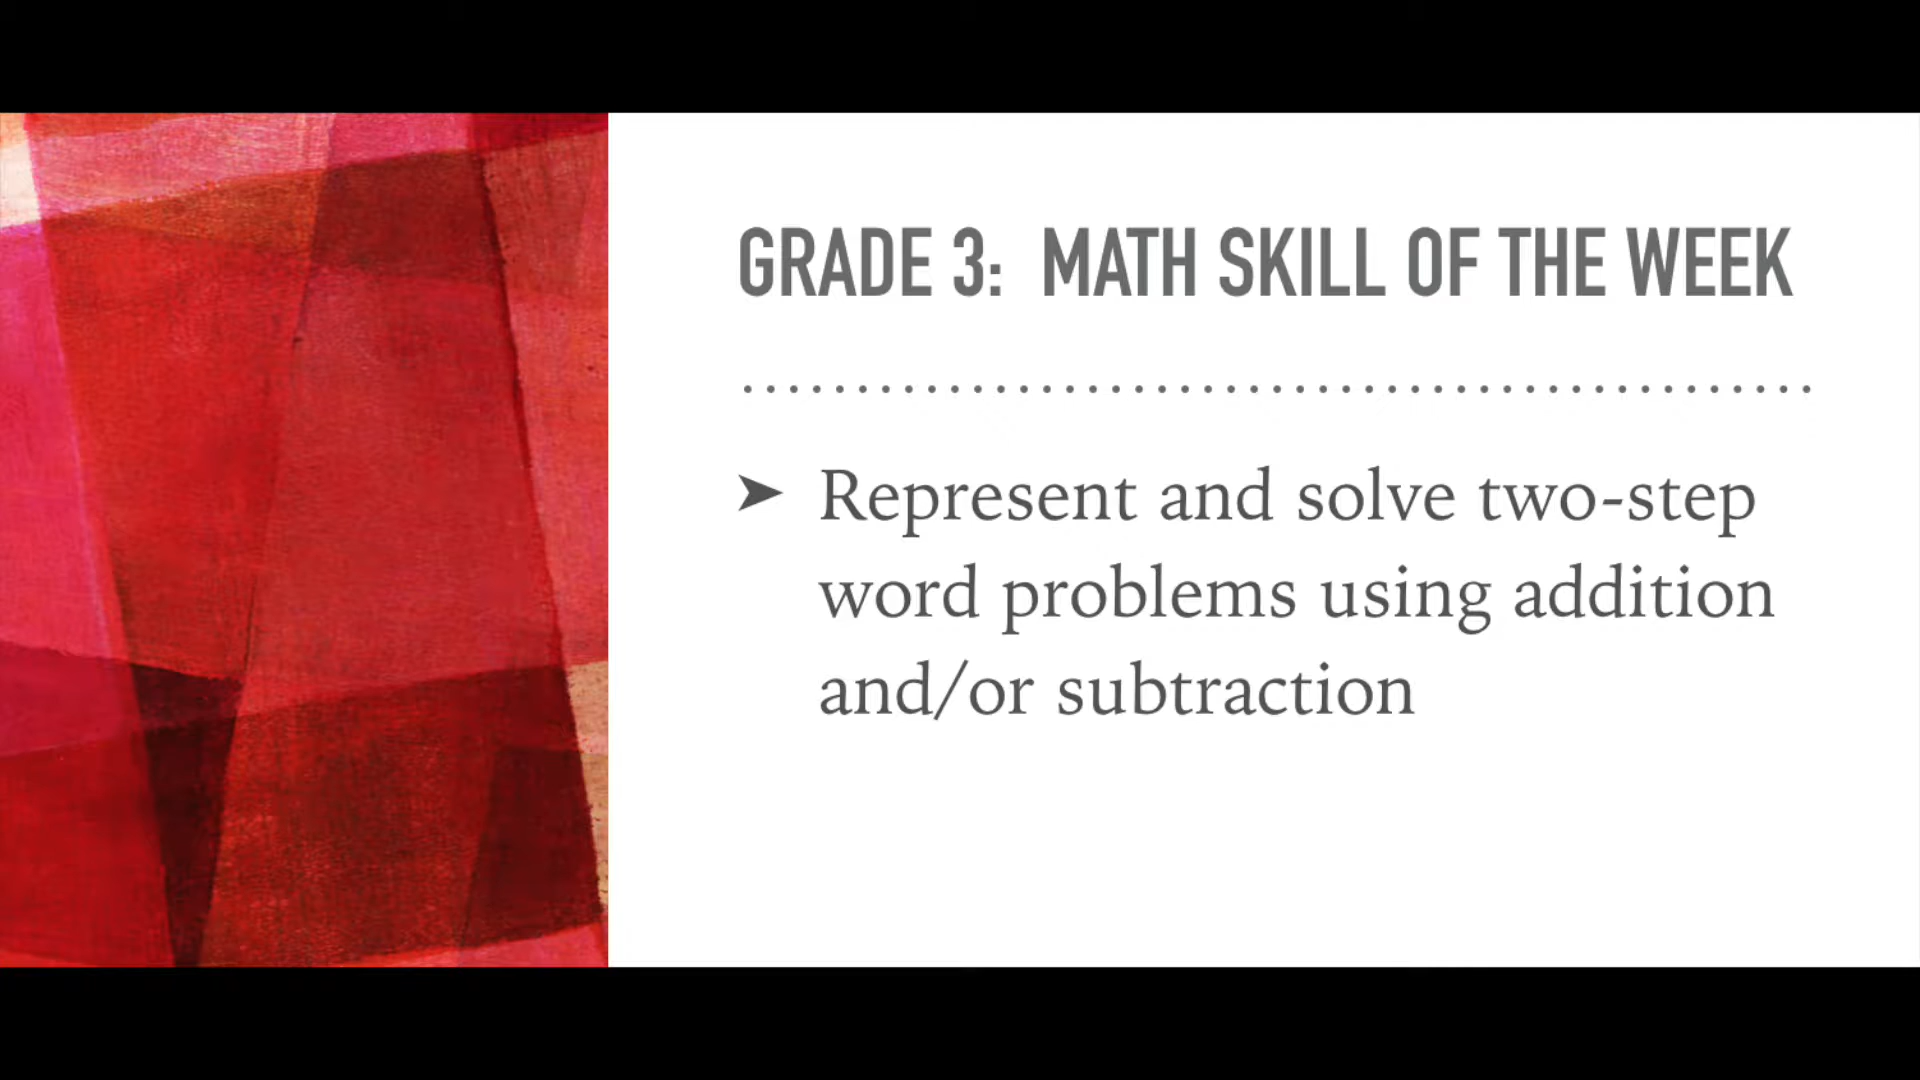 GRADE 3: MATH SKILL OF THE WEEK
➤ Represent and solve two-step
word problems using addition
and/or subtraction